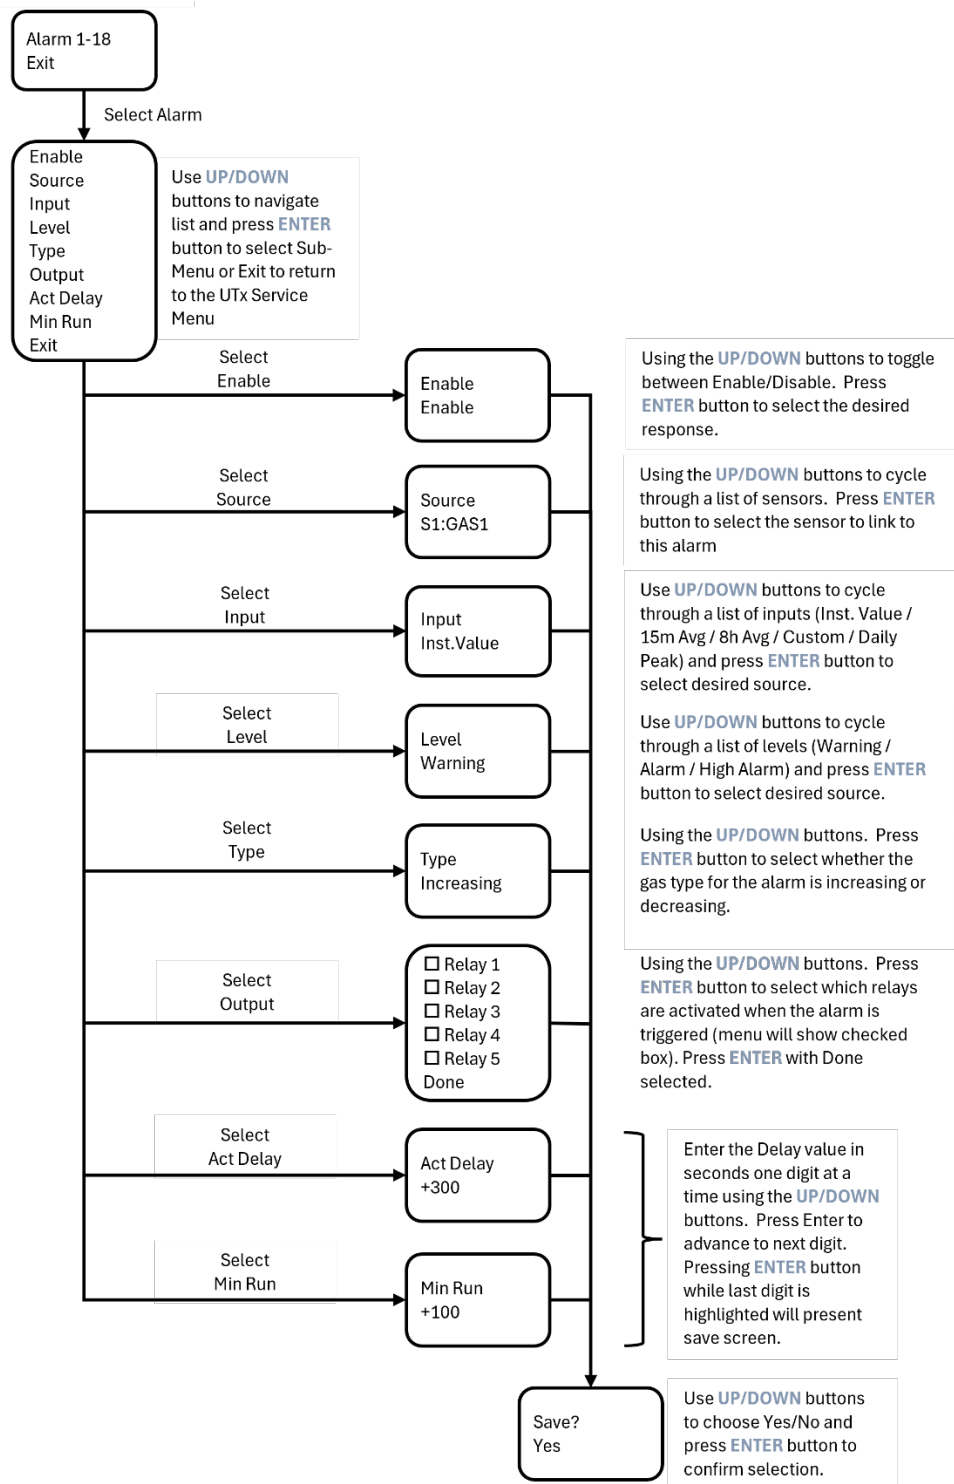 Alarm 1-18
Exit
Select Alarm
Enable
Source
Input
Level
Type
Output
Act Delay
Min Run
Exit
Use UP/DOWN
buttons to navigate
list and press ENTER
button to select Sub-
Menu or Exit to return
to the UTx Service
Menu
Select
Enable
Enable
Enable
Using the UP/DOWN buttons to toggle
between Enable/Disable. Press
ENTER button to select the desired
response.
Select
Source
Source
S1:GAS1
Using the UP/DOWN buttons to cycle
through a list of sensors. Press ENTER
button to select the sensor to link to
this alarm
Select
Input
Input
Inst.Value
Use UP/DOWN buttons to cycle
through a list of inputs (Inst. Value /
15m Avg / 8h Avg / Custom / Daily
Peak) and press ENTER button to
select desired source.
Select
Level
Level
Warning
Use UP/DOWN buttons to cycle
through a list of levels (Warning /
Alarm / High Alarm) and press ENTER
button to select desired source.
Select
Type
Type
Increasing
Using the UP/DOWN buttons. Press
ENTER button to select whether the
gas type for the alarm is increasing or
decreasing.
Select
Output
☐ Relay 1
☐ Relay 2
☐ Relay 3
☐ Relay 4
☐ Relay 5
Done
Using the UP/DOWN buttons. Press
ENTER button to select which relays
are activated when the alarm is
triggered (menu will show checked
box). Press ENTER with Done
selected.
Select
Act Delay
Act Delay
+300
Select
Min Run
Min Run
+100
Enter the Delay value in
seconds one digit at a
time using the UP/DOWN
buttons. Press Enter to
advance to next digit.
Pressing ENTER button
while last digit is
highlighted will present
save screen.
Save?
Yes
Use UP/DOWN buttons
to choose Yes/No and
press ENTER button to
confirm selection.